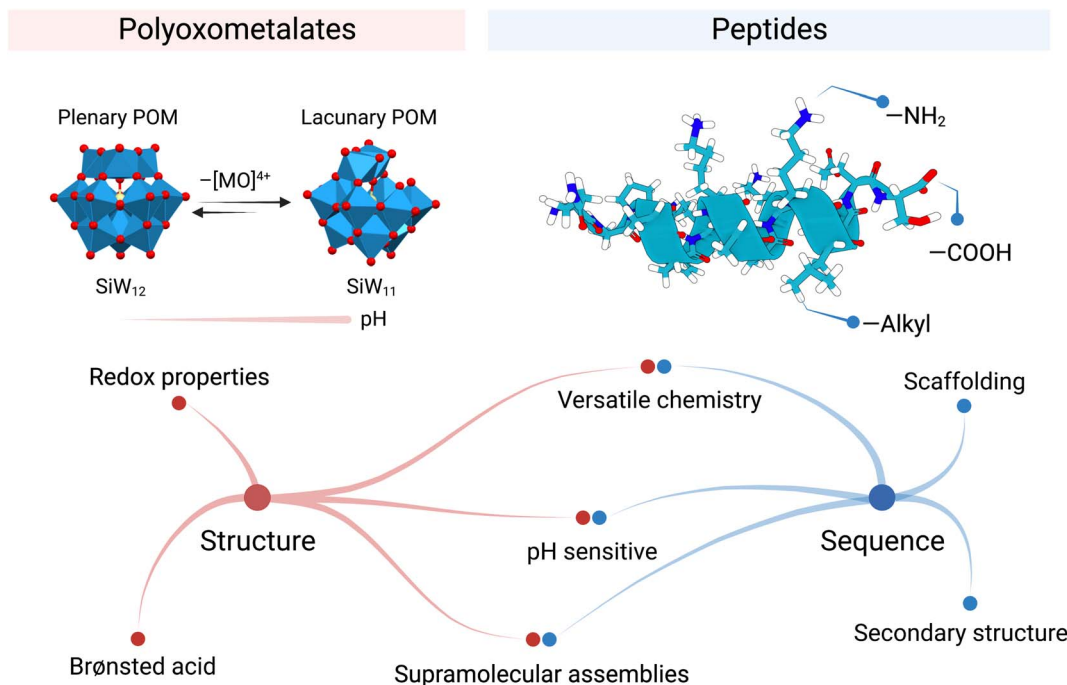 Polyoxometalates
Peptides
Plenary POM
Lacunary POM
−[MO]⁴⁺
SiW₁₂
SiW₁₁
pH
−NH₂
−COOH
−Alkyl
Redox properties
Versatile chemistry
Scaffolding
Structure
pH sensitive
Sequence
Brønsted acid
Supramolecular assemblies
Secondary structure